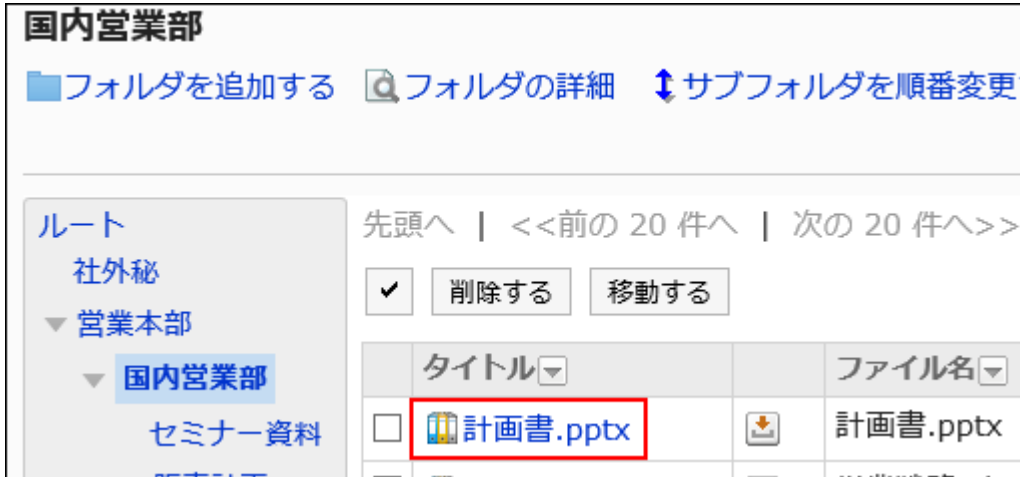 国内営業部
フォルダを追加する フォルダの詳細 サブフォルダを順番変更
ルート
社外秘
営業本部
国内営業部
セミナー資料
先頭へ | <<前の 20 件へ | 次の 20 件へ>>
削除する 移動する
タイトル ファイル名
計画書.pptx 計画書.pptx